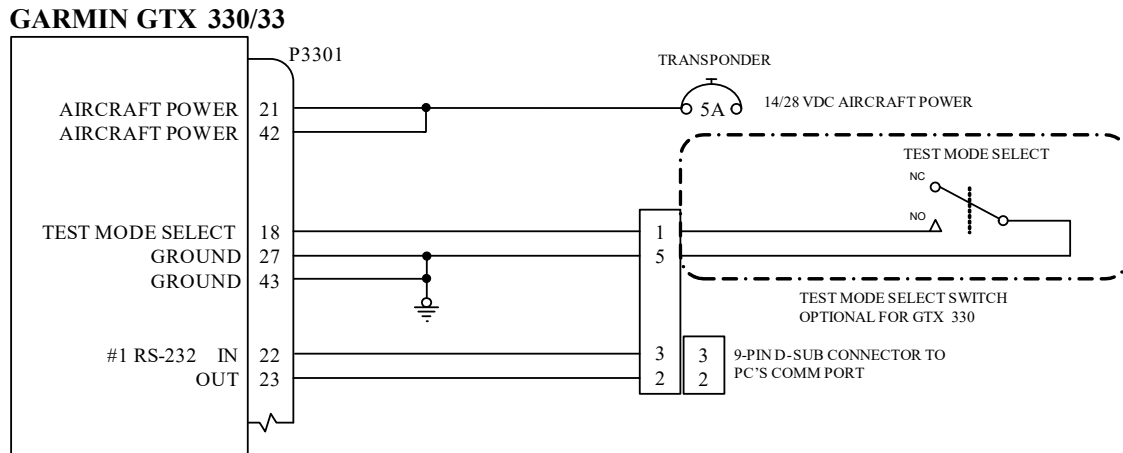 GARMIN GTX 330/33
P3301
TRANSPONDER
AIRCRAFT POWER 21
5A
14/28 VDC AIRCRAFT POWER
AIRCRAFT POWER 42
TEST MODE SELECT
NC
NO
TEST MODE SELECT 18
1
GROUND 27
5
GROUND 43
TEST MODE SELECT SWITCH
OPTIONAL FOR GTX 330
#1 RS-232 IN 22
3
3
9-PIN D-SUB CONNECTOR TO
OUT 23
2
2
PC'S COMM PORT